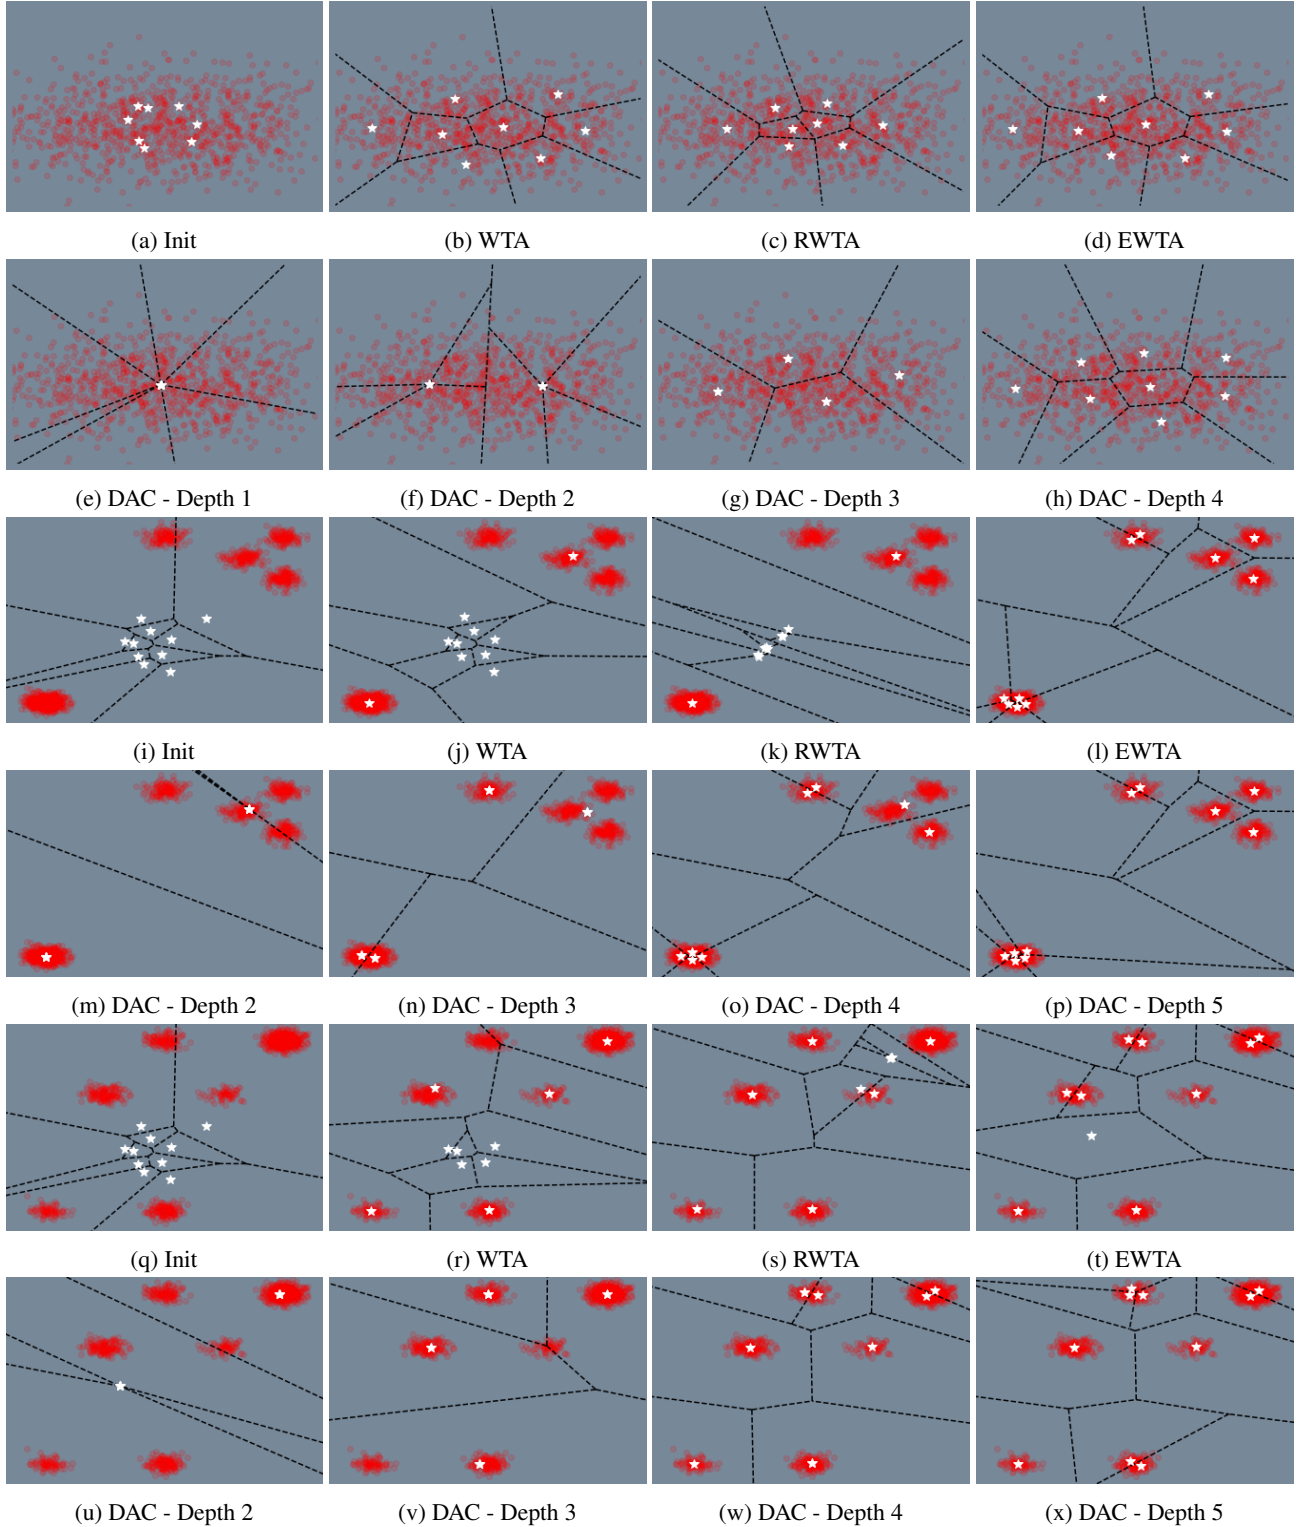 (a) Init
(b) WTA
(c) RWTA
(d) EWTA
(e) DAC - Depth 1
(f) DAC - Depth 2
(g) DAC - Depth 3
(h) DAC - Depth 4
(i) Init
(j) WTA
(k) RWTA
(l) EWTA
(m) DAC - Depth 2
(n) DAC - Depth 3
(o) DAC - Depth 4
(p) DAC - Depth 5
(q) Init
(r) WTA
(s) RWTA
(t) EWTA
(u) DAC - Depth 2
(v) DAC - Depth 3
(w) DAC - Depth 4
(x) DAC - Depth 5